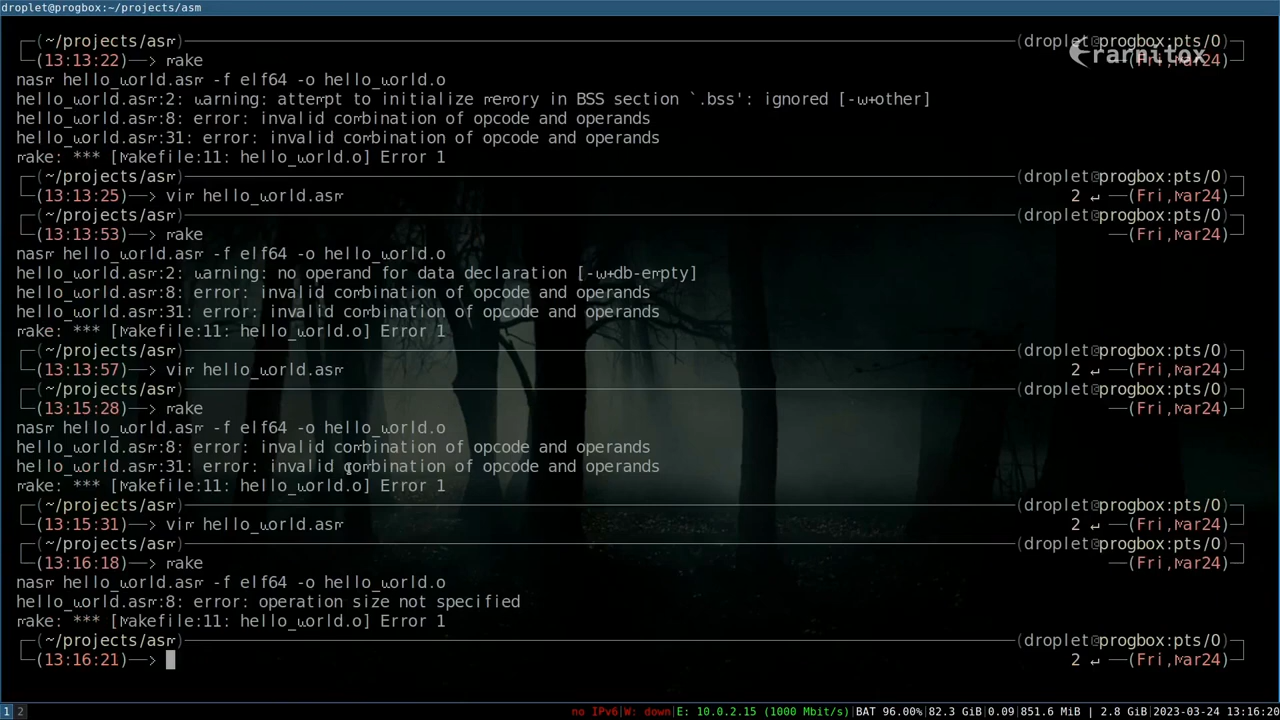 droplet@progbox:~/projects/asm
(~/projects/asm) (droplet@progbox:pts/0)
(13:13:22)──> make (Fri,Mar24)
rarnitox
nasm hello_world.asm -f elf64 -o hello_world.o
hello_world.asm:2: warning: attempt to initialize memory in BSS section `.bss': ignored [-w+other]
hello_world.asm:8: error: invalid combination of opcode and operands
hello_world.asm:31: error: invalid combination of opcode and operands
make: *** [Makefile:11: hello_world.o] Error 1
(~/projects/asm) (droplet@progbox:pts/0)
(13:13:25)──> vim hello_world.asm 2 ↵ ──(Fri,Mar24)
(~/projects/asm) (droplet@progbox:pts/0)
(13:13:53)──> make ──(Fri,Mar24)
nasm hello_world.asm -f elf64 -o hello_world.o
hello_world.asm:2: warning: no operand for data declaration [-w+db-empty]
hello_world.asm:8: error: invalid combination of opcode and operands
hello_world.asm:31: error: invalid combination of opcode and operands
make: *** [Makefile:11: hello_world.o] Error 1
(~/projects/asm) (droplet@progbox:pts/0)
(13:13:57)──> vim hello_world.asm 2 ↵ ──(Fri,Mar24)
(~/projects/asm) (droplet@progbox:pts/0)
(13:15:28)──> make ──(Fri,Mar24)
nasm hello_world.asm -f elf64 -o hello_world.o
hello_world.asm:8: error: invalid combination of opcode and operands
hello_world.asm:31: error: invalid combination of opcode and operands
make: *** [Makefile:11: hello_world.o] Error 1
(~/projects/asm) (droplet@progbox:pts/0)
(13:15:31)──> vim hello_world.asm 2 ↵ ──(Fri,Mar24)
(~/projects/asm) (droplet@progbox:pts/0)
(13:16:18)──> make ──(Fri,Mar24)
nasm hello_world.asm -f elf64 -o hello_world.o
hello_world.asm:8: error: operation size not specified
make: *** [Makefile:11: hello_world.o] Error 1
(~/projects/asm) (droplet@progbox:pts/0)
(13:16:21)──> 2 ↵ ──(Fri,Mar24)
1 2 no IPv6|W: down|E: 10.0.2.15 (1000 Mbit/s)|BAT 96.00%|82.3 GiB|0.09|851.6 MiB | 2.8 GiB|2023-03-24 13:16:20